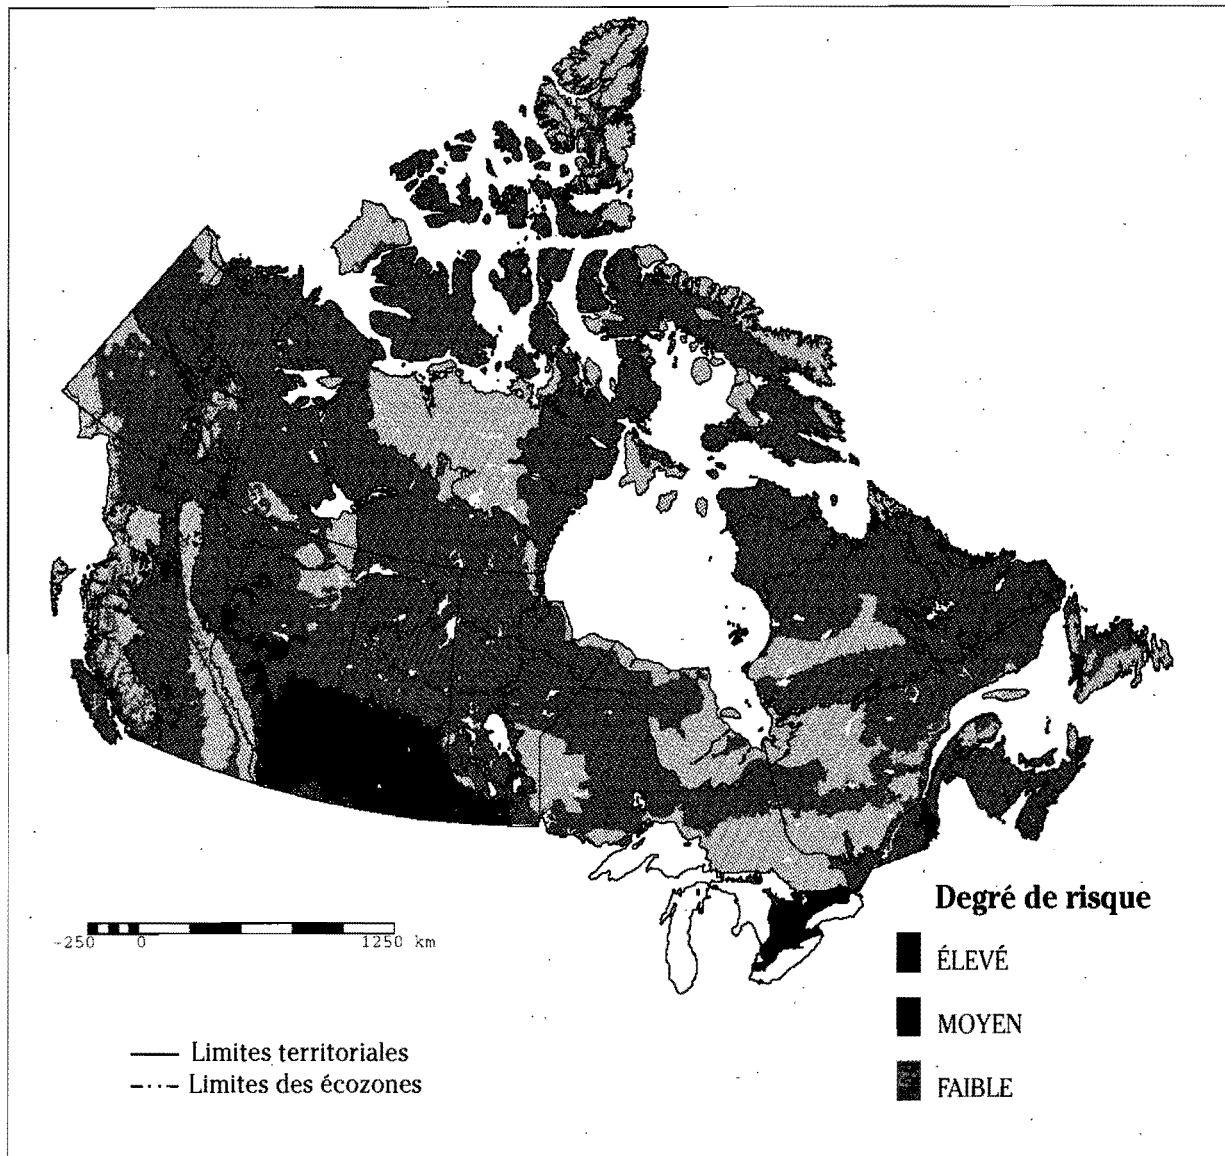 Degré de risque
ÉLEVÉ
MOYEN
FAIBLE
-250 0 1250 km
Limites territoriales
Limites des écozones